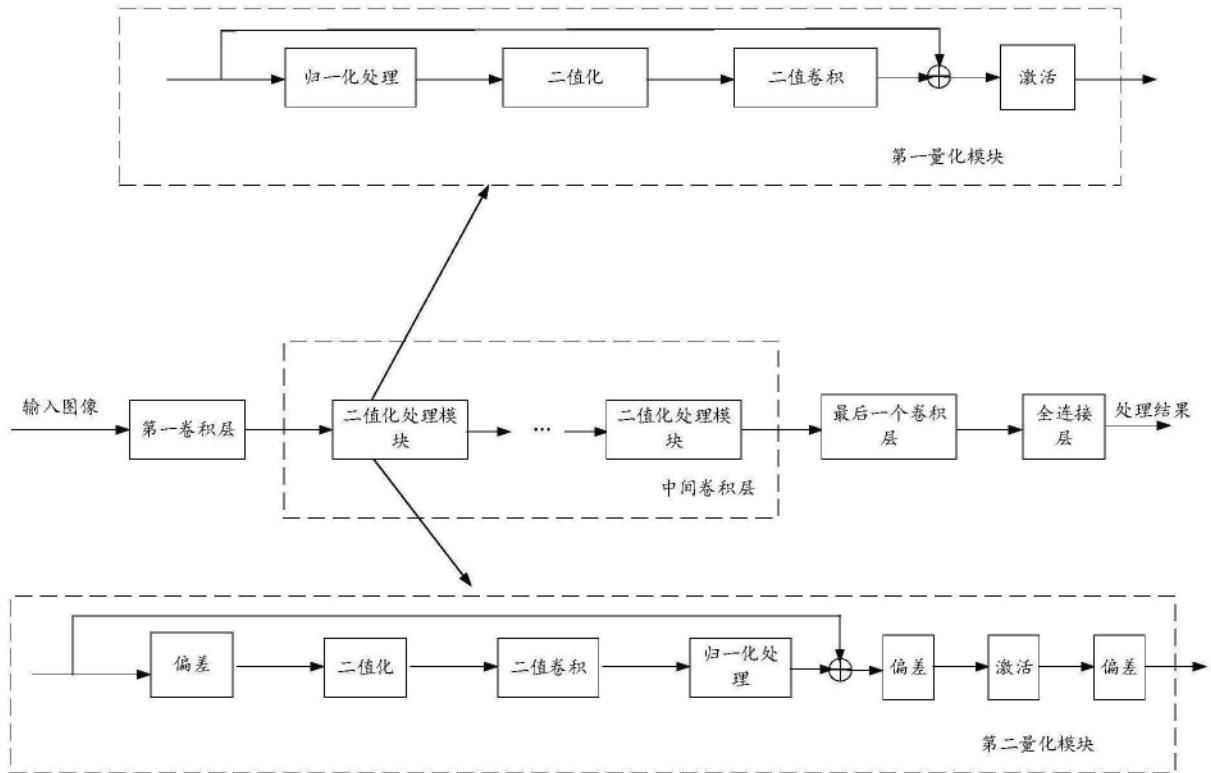 归一化处理
二值化
二值卷积
激活
第一量化模块
输入图像
第一卷积层
二值化处理模
块
...
二值化处理模
块
中间卷积层
最后一个卷积
层
全连接
层
处理结果
偏差
二值化
二值卷积
归一化处
理
偏差
激活
偏差
第二量化模块